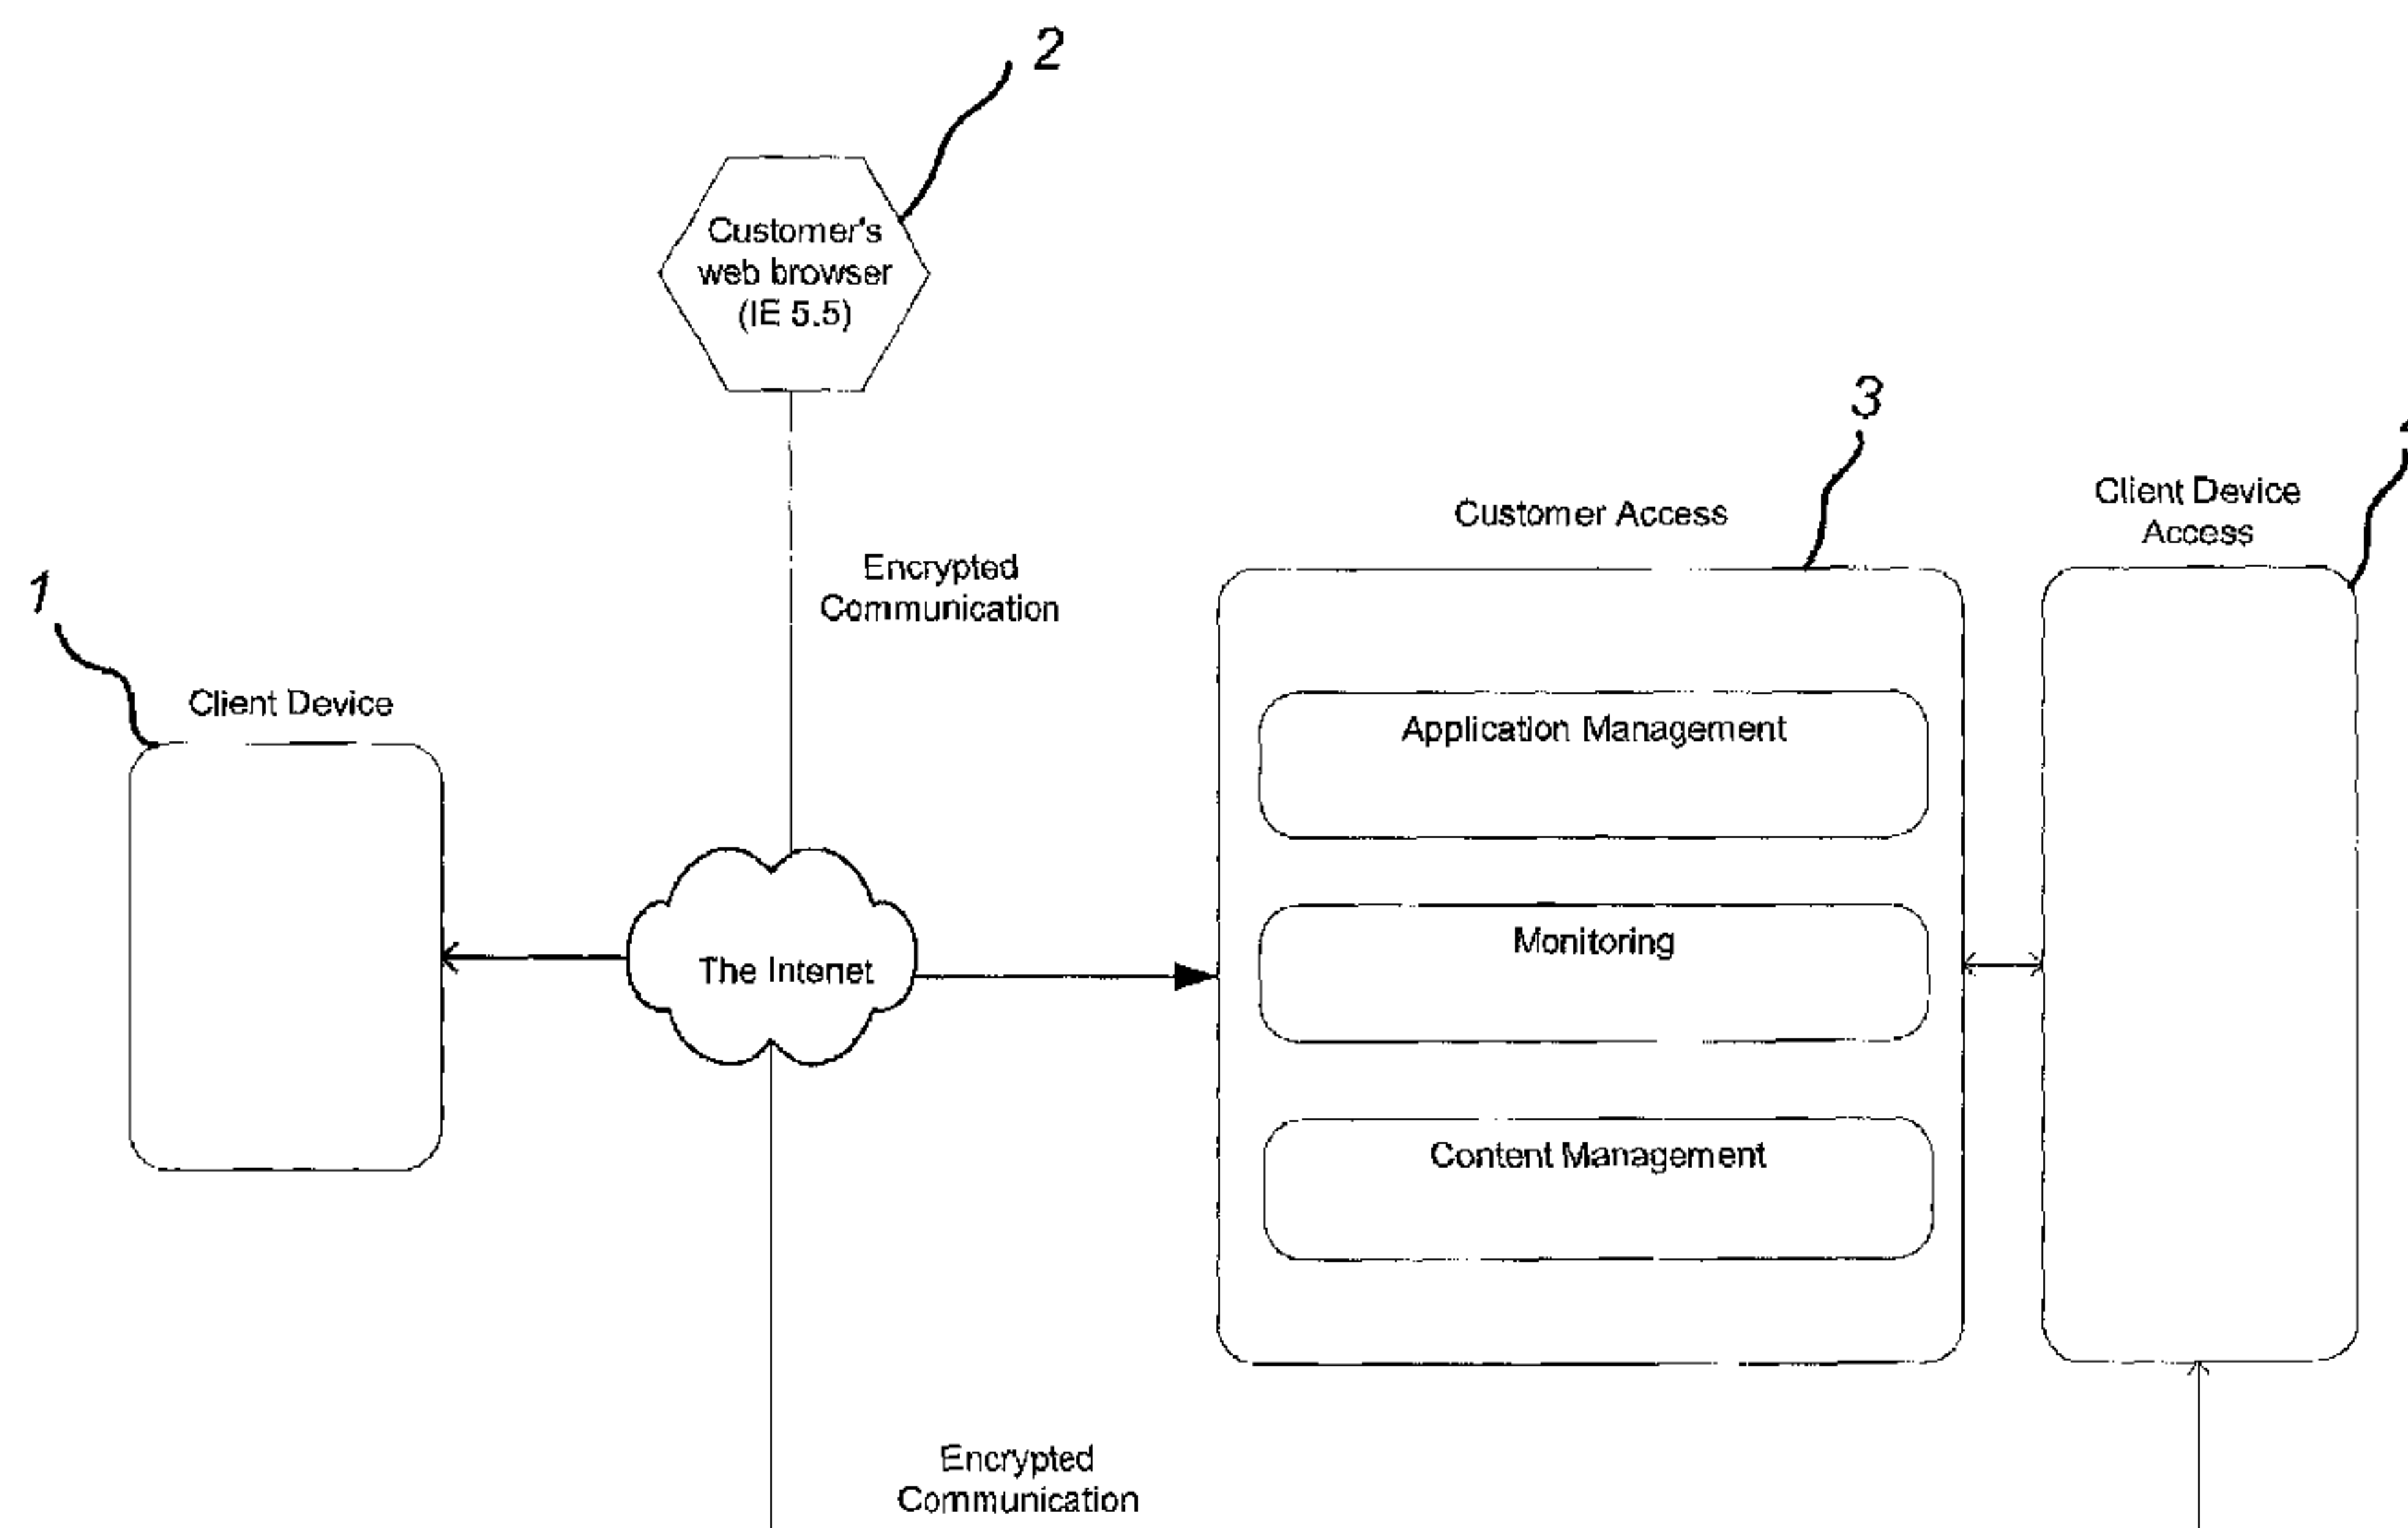 2
Customer's
web browser
(IE 5.5)
3
Customer Access
Client Device
Access
Encrypted
Communication
1
Client Device
Application Management
The Intenet
Monitoring
Content Management
Encrypted
Communication